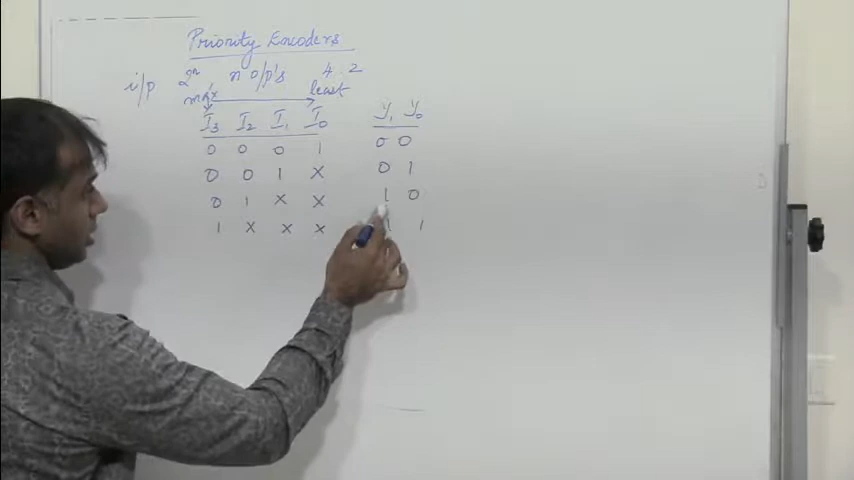 Priority Encoders
i/p 2ⁿ n o/p's 4 2
max least
I₃ I₂ I₁ I₀ Y₁ Y₀
0 0 0 1 0 0
0 0 1 X 0 1
0 1 X X 1 0
1 X X X 1 1